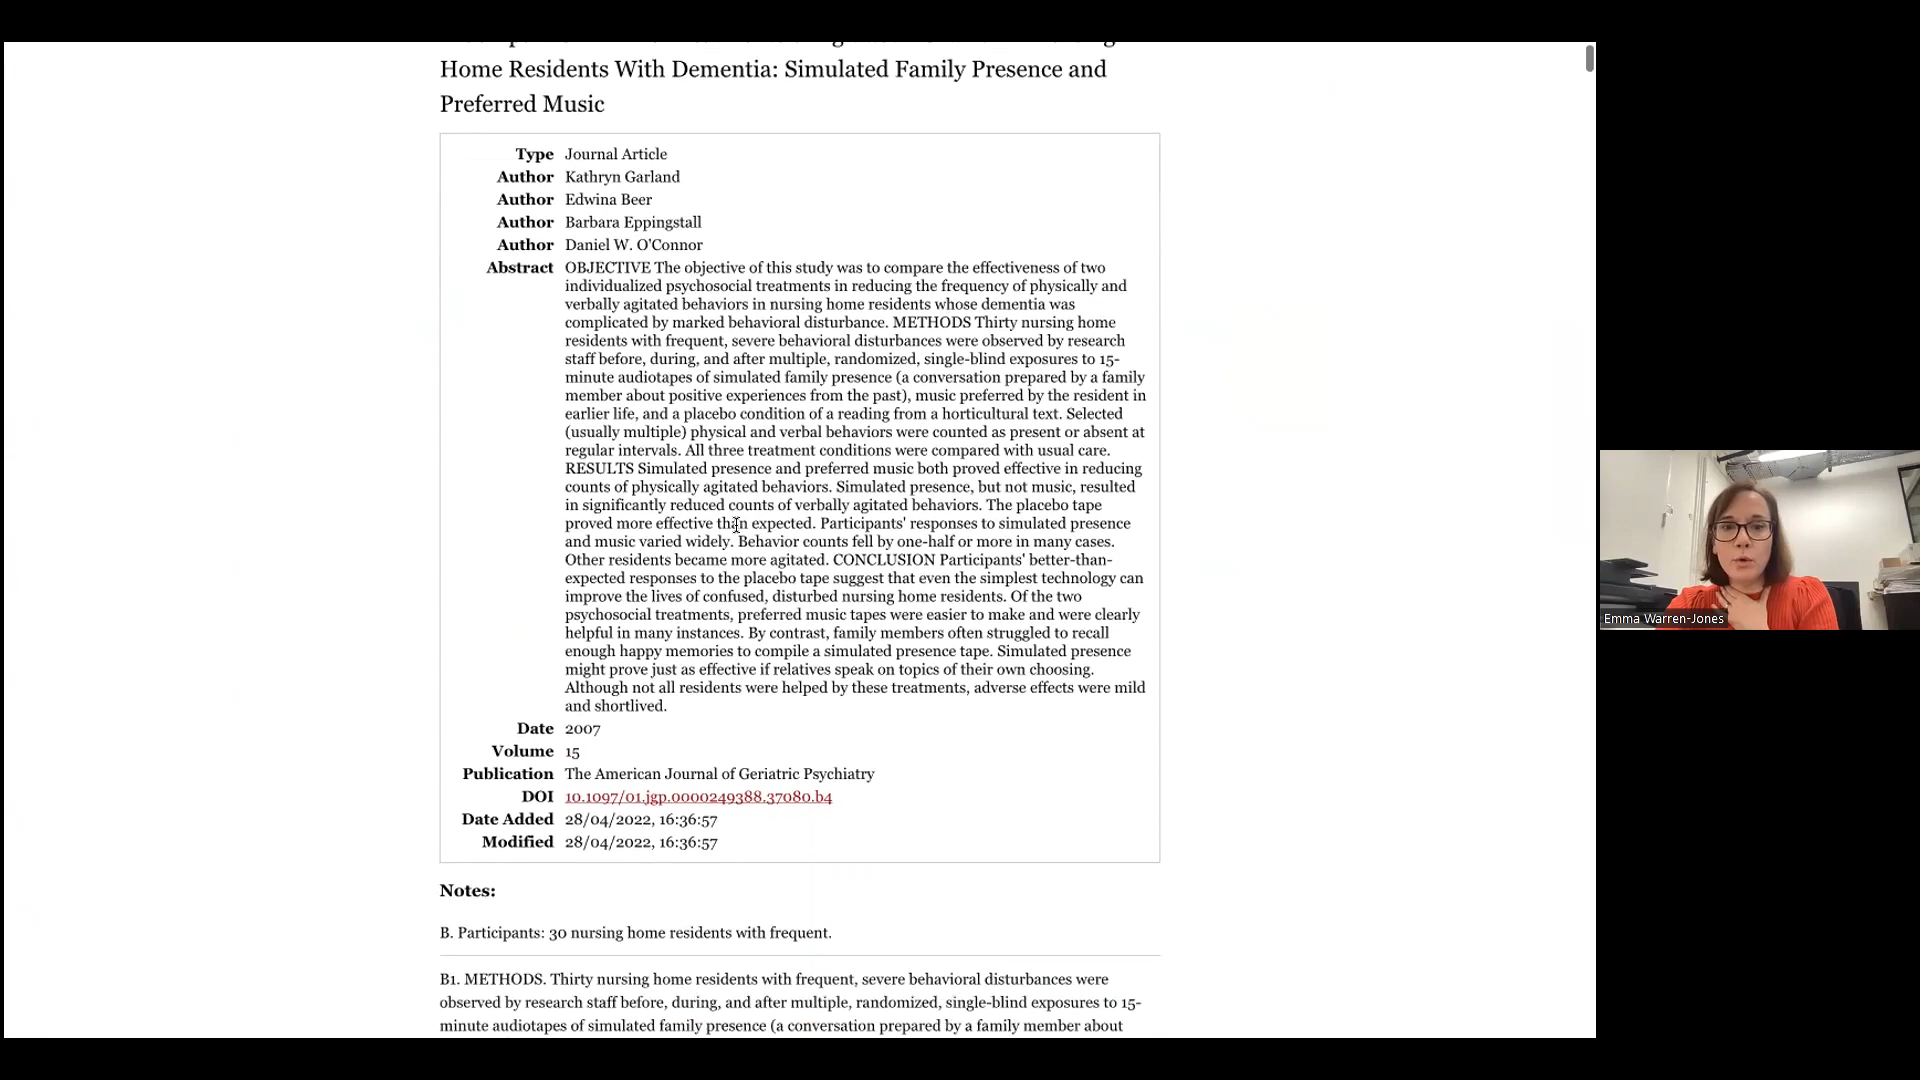 Home Residents With Dementia: Simulated Family Presence and
Preferred Music
Type Journal Article
Author Kathryn Garland
Author Edwina Beer
Author Barbara Eppingstall
Author Daniel W. O'Connor
Abstract OBJECTIVE The objective of this study was to compare the effectiveness of two
individualized psychosocial treatments in reducing the frequency of physically and
verbally agitated behaviors in nursing home residents whose dementia was
complicated by marked behavioral disturbance. METHODS Thirty nursing home
residents with frequent, severe behavioral disturbances were observed by research
staff before, during, and after multiple, randomized, single-blind exposures to 15-
minute audiotapes of simulated family presence (a conversation prepared by a family
member about positive experiences from the past), music preferred by the resident in
earlier life, and a placebo condition of a reading from a horticultural text. Selected
(usually multiple) physical and verbal behaviors were counted as present or absent at
regular intervals. All three treatment conditions were compared with usual care.
RESULTS Simulated presence and preferred music both proved effective in reducing
counts of physically agitated behaviors. Simulated presence, but not music, resulted
in significantly reduced counts of verbally agitated behaviors. The placebo tape
proved more effective than expected. Participants' responses to simulated presence
and music varied widely. Behavior counts fell by one-half or more in many cases.
Other residents became more agitated. CONCLUSION Participants' better-than-
expected responses to the placebo tape suggest that even the simplest technology can
improve the lives of confused, disturbed nursing home residents. Of the two
psychosocial treatments, preferred music tapes were easier to make and were clearly
helpful in many instances. By contrast, family members often struggled to recall
enough happy memories to compile a simulated presence tape. Simulated presence
might prove just as effective if relatives speak on topics of their own choosing.
Although not all residents were helped by these treatments, adverse effects were mild
and shortlived.
Date 2007
Volume 15
Publication The American Journal of Geriatric Psychiatry
DOI 10.1097/01.jgp.0000249388.37080.b4
Date Added 28/04/2022, 16:36:57
Modified 28/04/2022, 16:36:57
Notes:
B. Participants: 30 nursing home residents with frequent.
B1. METHODS. Thirty nursing home residents with frequent, severe behavioral disturbances were
observed by research staff before, during, and after multiple, randomized, single-blind exposures to 15-
minute audiotapes of simulated family presence (a conversation prepared by a family member about
Emma Warren-Jones